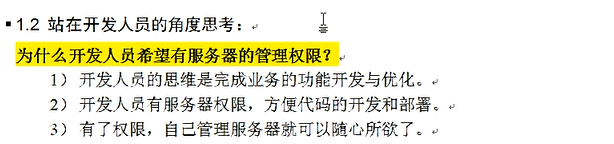 1.2 站在开发人员的角度思考：
为什么开发人员希望有服务器的管理权限？
1） 开发人员的思维是完成业务的功能开发与优化。
2） 开发人员有服务器权限，方便代码的开发和部署。
3） 有了权限，自己管理服务器就可以随心所欲了。